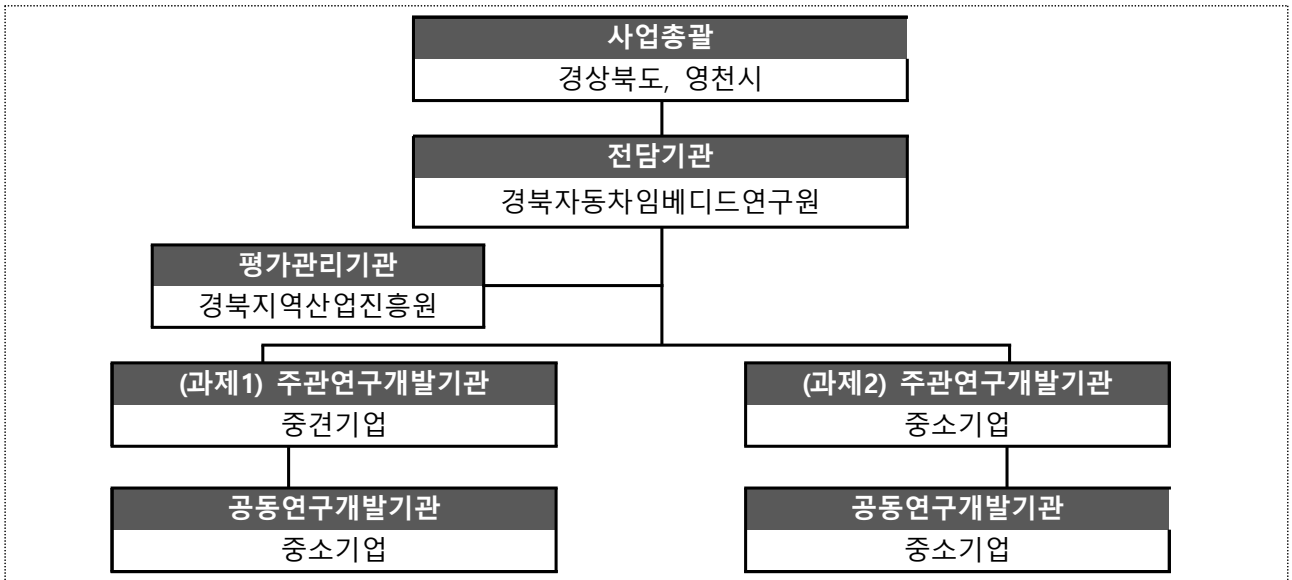 사업총괄
경상북도, 영천시
전담기관
경북자동차임베디드연구원
평가관리기관
경북지역산업진흥원
(과제1) 주관연구개발기관
중견기업
(과제2) 주관연구개발기관
중소기업
공동연구개발기관
중소기업
공동연구개발기관
중소기업